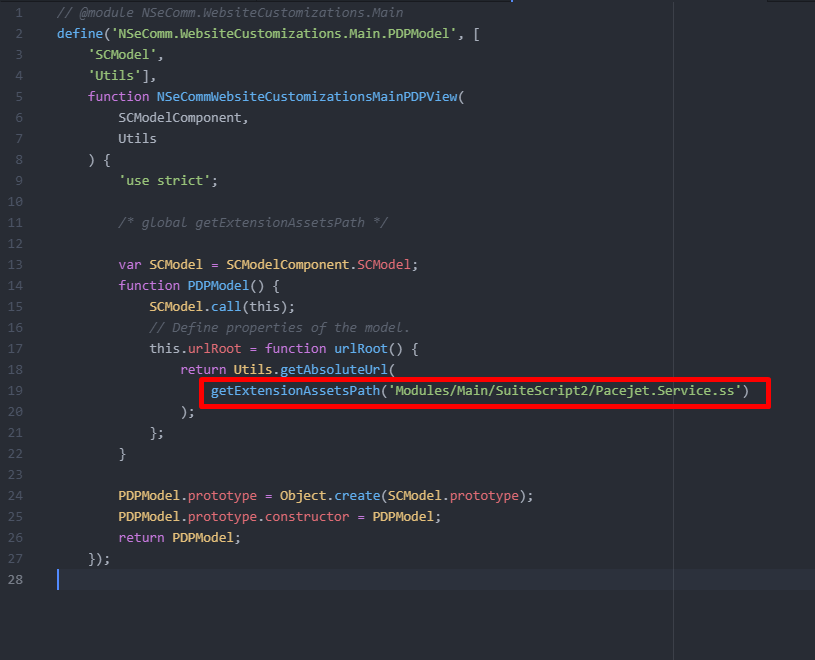 1 // @module NSeComm.WebsiteCustomizations.Main
2 define('NSeComm.WebsiteCustomizations.Main.PDPModel', [
3 'SCModel',
4 'Utils'],
5 function NSeCommWebsiteCustomizationsMainPDPView(
6 SCModelComponent,
7 Utils
8 ) {
9 'use strict';
10
11 /* global getExtensionAssetsPath */
12
13 var SCModel = SCModelComponent.SCModel;
14 function PDPModel() {
15 SCModel.call(this);
16 // Define properties of the model.
17 this.urlRoot = function urlRoot() {
18 return Utils.getAbsoluteUrl(
19 getExtensionAssetsPath('Modules/Main/SuiteScript2/Pacejet.Service.ss')
20 );
21 };
22 }
23
24 PDPModel.prototype = Object.create(SCModel.prototype);
25 PDPModel.prototype.constructor = PDPModel;
26 return PDPModel;
27 });
28